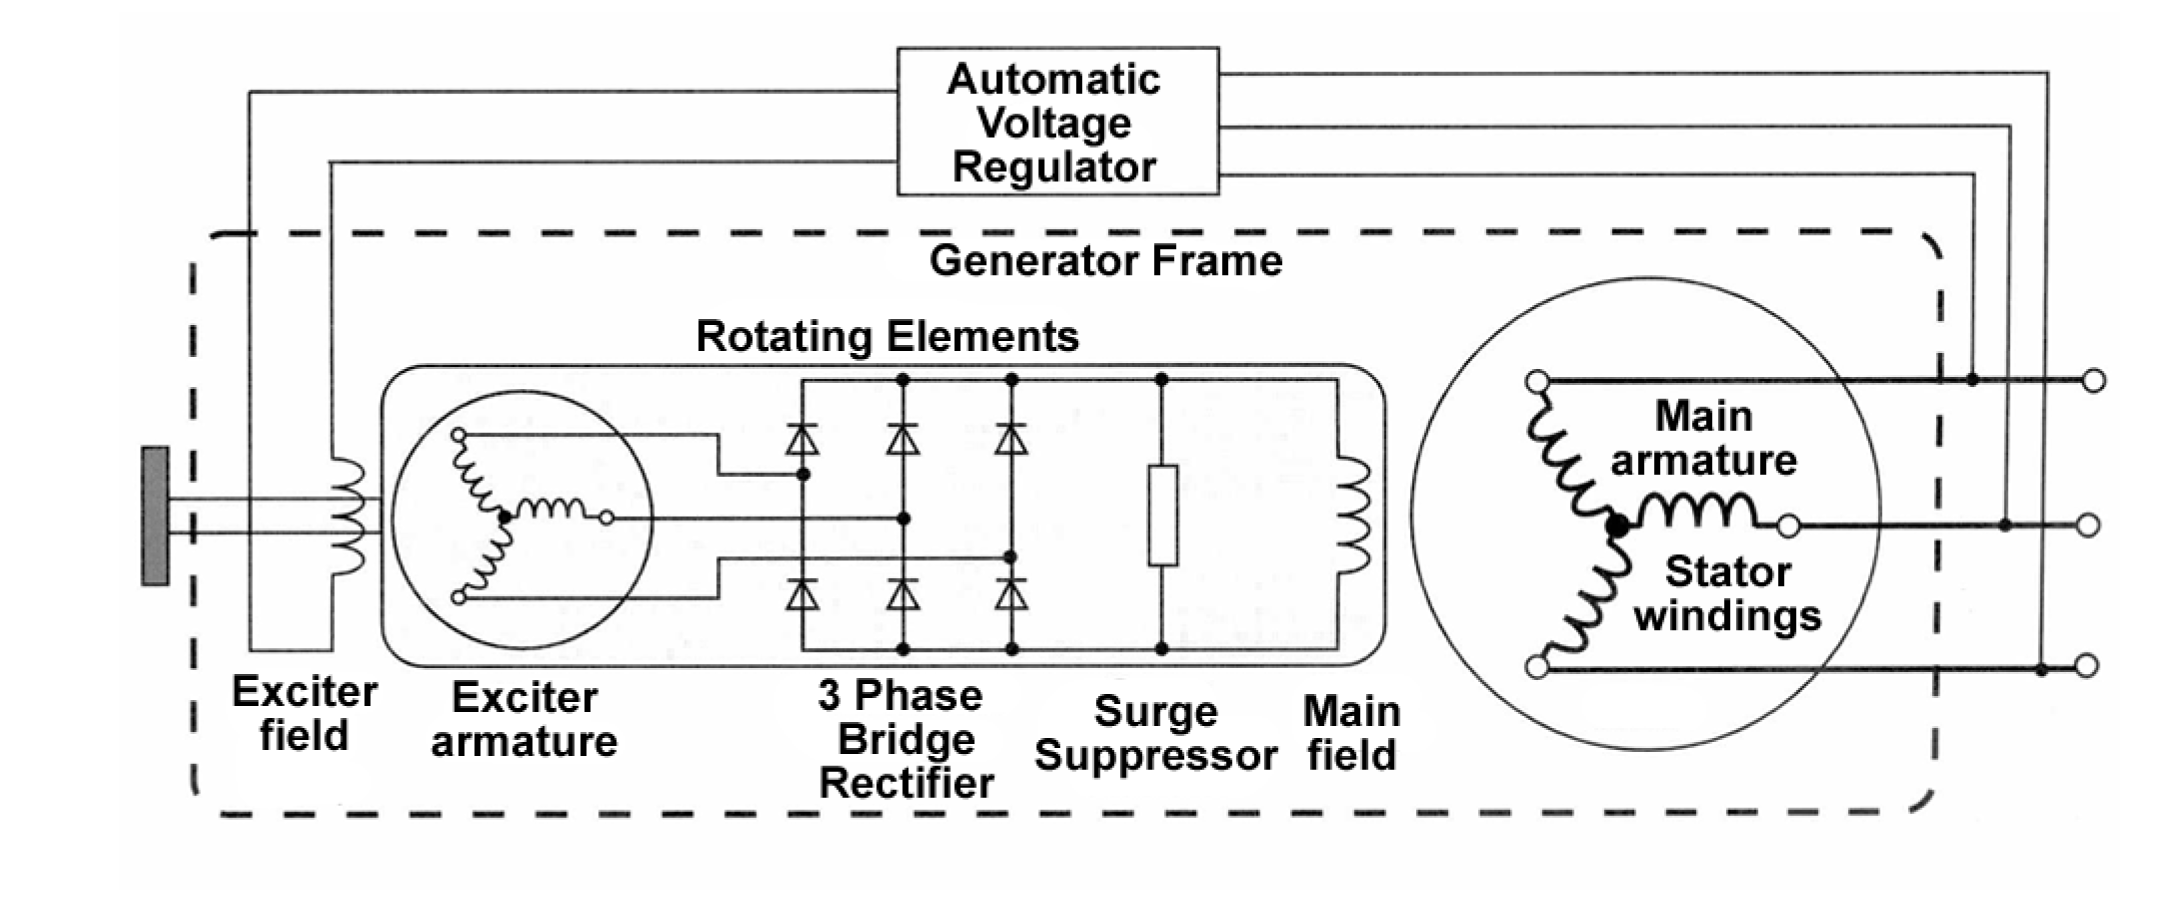 Automatic
Voltage
Regulator
Generator Frame
Rotating Elements
Main
armature
Stator
windings
Exciter
field
Exciter
armature
3 Phase
Bridge
Rectifier
Surge
Suppressor
Main
field